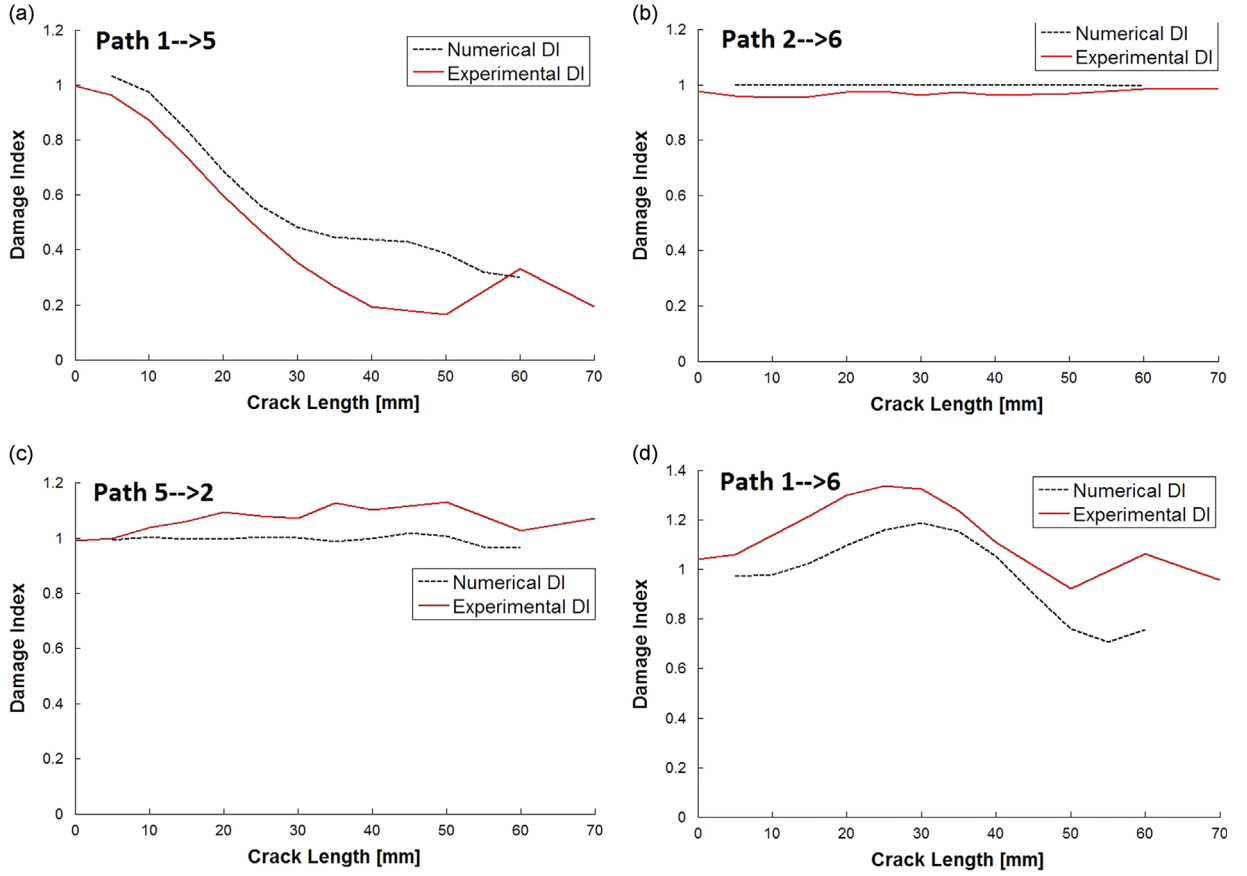 (a)
Path 1-->5
Numerical DI
Experimental DI
Damage Index
1.2
1
0.8
0.6
0.4
0.2
0
0 10 20 30 40 50 60 70
Crack Length [mm]
(b)
Path 2-->6
Numerical DI
Experimental DI
Damage Index
1.2
1
0.8
0.6
0.4
0.2
0
0 10 20 30 40 50 60 70
Crack Length [mm]
(c)
Path 5-->2
Numerical DI
Experimental DI
Damage Index
1.2
1
0.8
0.6
0.4
0.2
0
0 10 20 30 40 50 60 70
Crack Length [mm]
(d)
Path 1-->6
Numerical DI
Experimental DI
Damage Index
1.4
1.2
1
0.8
0.6
0.4
0.2
0
0 10 20 30 40 50 60 70
Crack Length [mm]